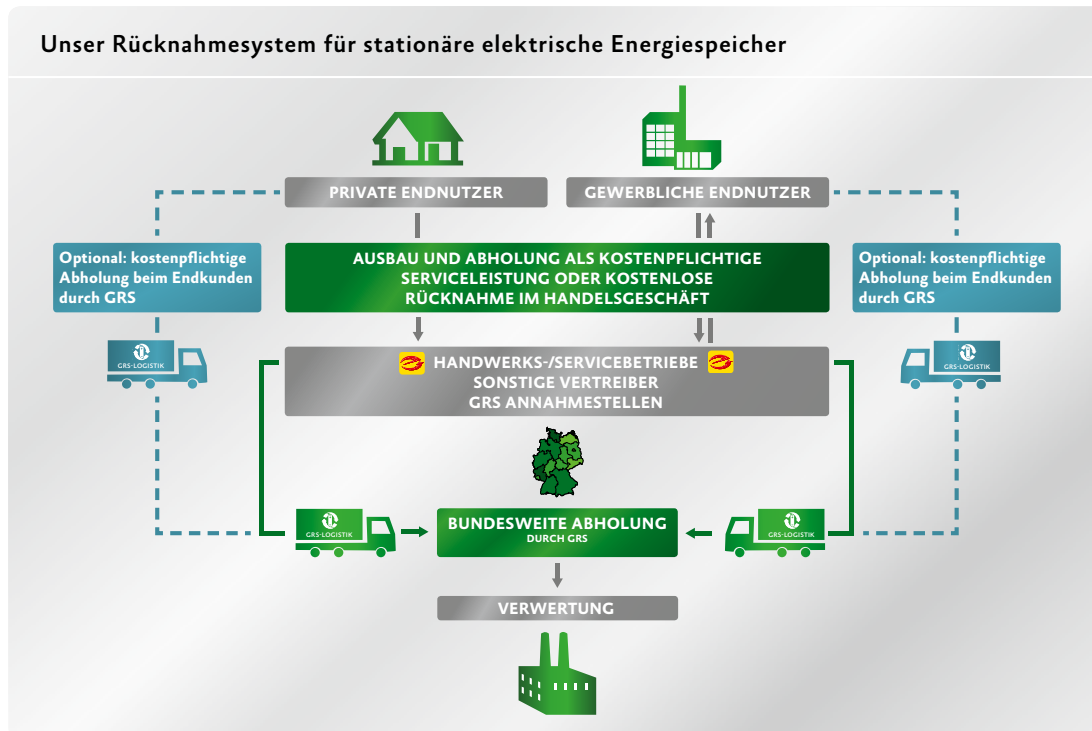 Unser Rücknahmesystem für stationäre elektrische Energiespeicher
PRIVATE ENDNUTZER
GEWERBLICHE ENDNUTZER
Optional: kostenpflichtige
Abholung beim Endkunden
durch GRS
AUSBAU UND ABHOLUNG ALS KOSTENPFLICHTIGE
SERVICELEISTUNG ODER KOSTENLOSE
RÜCKNAHME IM HANDELSGESCHÄFT
Optional: kostenpflichtige
Abholung beim Endkunden
durch GRS
GRS-LOGISTIK
HANDWERKS-/SERVICEBETRIEBE
SONSTIGE VERTREIBER
GRS ANNAHMESTELLEN
GRS-LOGISTIK
GRS-LOGISTIK
BUNDESWEITE ABHOLUNG
DURCH GRS
GRS-LOGISTIK
VERWERTUNG